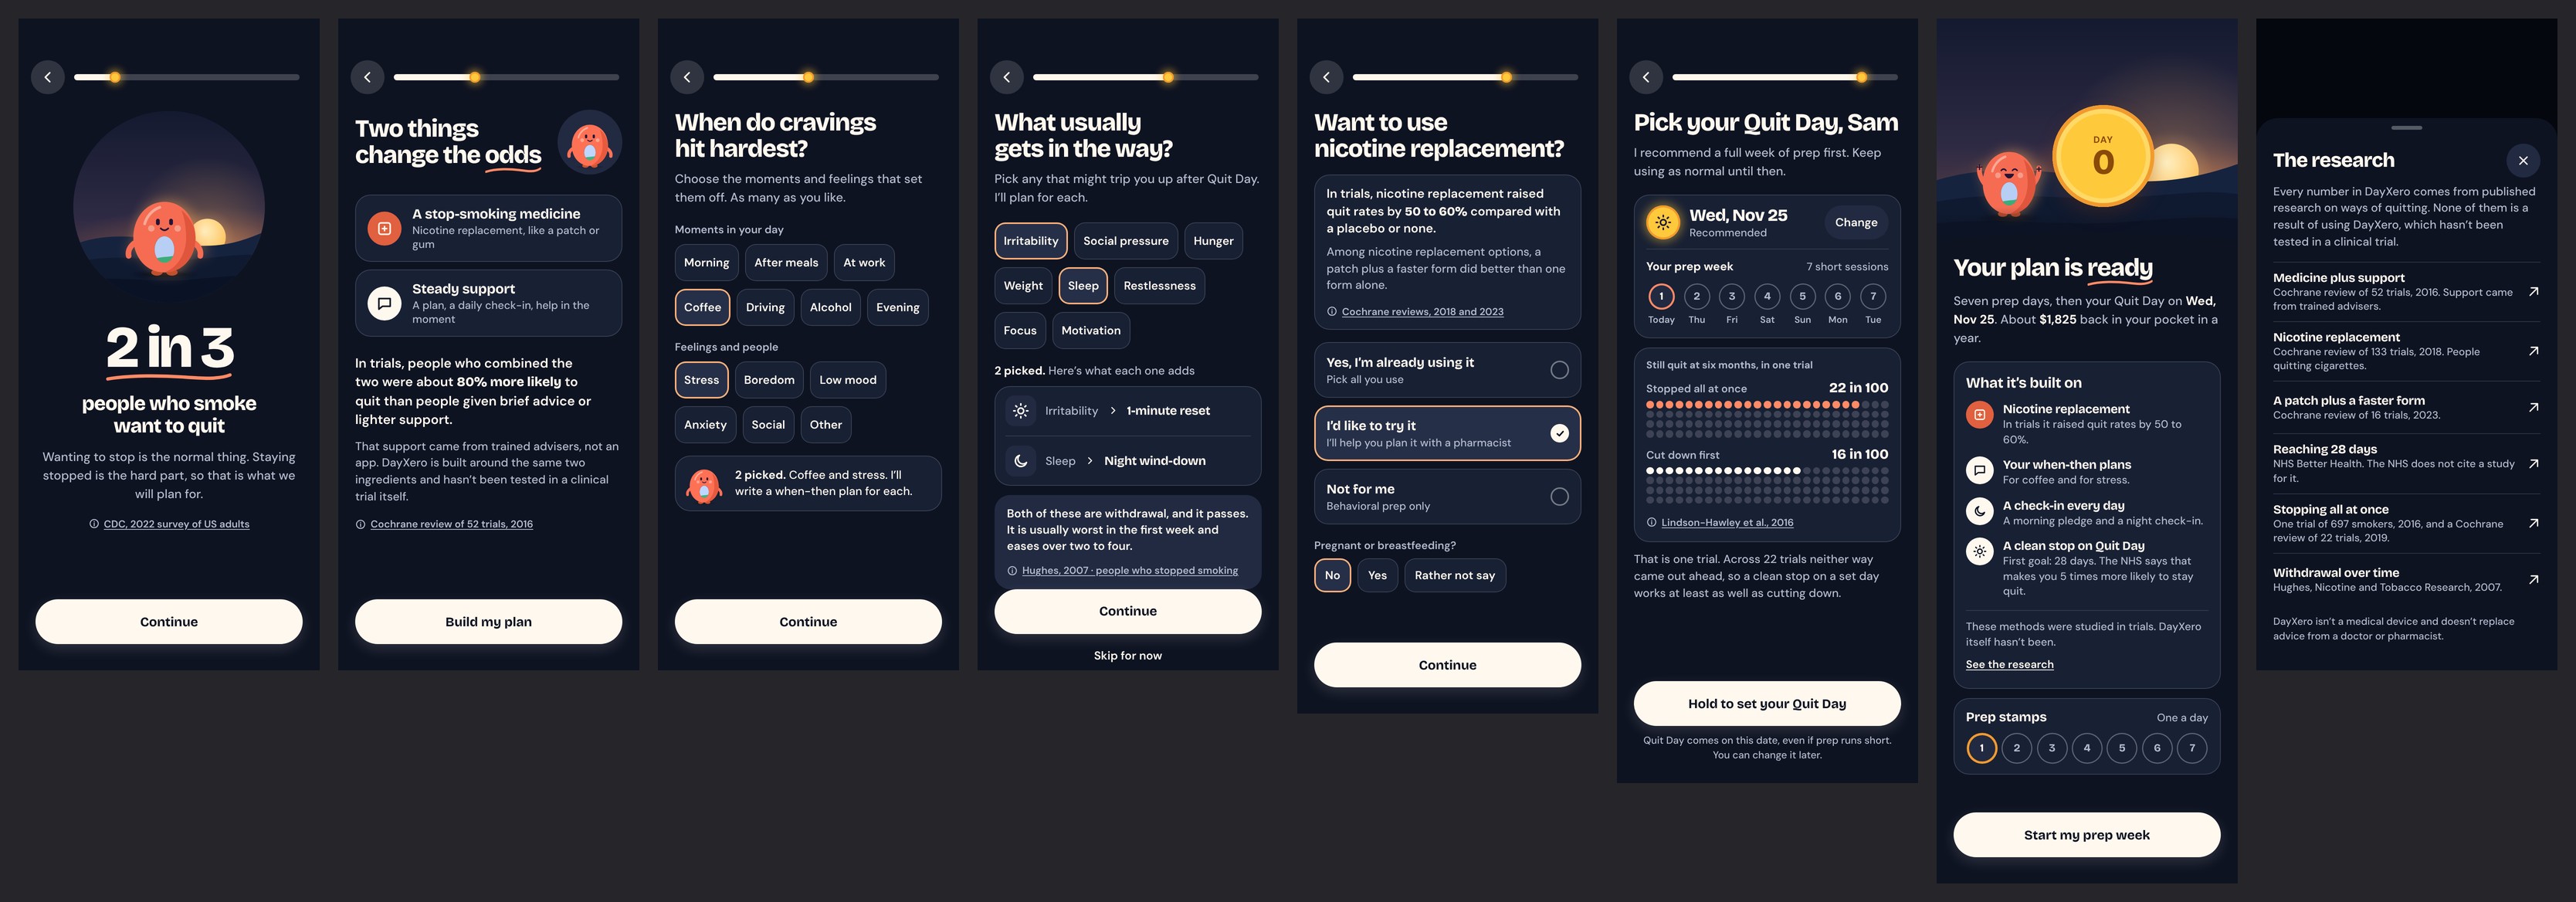 2 in 3
people who smoke
want to quit
Wanting to stop is the normal thing. Staying
stopped is the hard part, so that is what we
will plan for.
CDC, 2022 survey of US adults
Continue
Two things
change the odds
A stop-smoking medicine
Nicotine replacement, like a patch or
gum
Steady support
A plan, a daily check-in, help in the
moment
In trials, people who combined the
two were about 80% more likely to
quit than people given brief advice or
lighter support.
That support came from trained advisers, not an
app. DayXero is built around the same two
ingredients and hasn't been tested in a clinical
trial itself.
Cochrane review of 52 trials, 2016
Build my plan
When do cravings
hit hardest?
Choose the moments and feelings that set
them off. As many as you like.
Moments in your day
Morning After meals At work
Coffee Driving Alcohol Evening
Feelings and people
Stress Boredom Low mood
Anxiety Social Other
2 picked. Coffee and stress. I'll
write a when-then plan for each.
Continue
What usually
gets in the way?
Pick any that might trip you up after Quit Day.
I'll plan for each.
Irritability Social pressure Hunger
Weight Sleep Restlessness
Focus Motivation
2 picked. Here's what each one adds
Irritability 1-minute reset
Sleep Night wind-down
Both of these are withdrawal, and it passes.
It is usually worst in the first week and
eases over two to four.
Hughes, 2007 · people who stopped smoking
Continue
Skip for now
Want to use
nicotine replacement?
In trials, nicotine replacement raised
quit rates by 50 to 60% compared with
a placebo or none.
Among nicotine replacement options, a
patch plus a faster form did better than one
form alone.
Cochrane reviews, 2018 and 2023
Yes, I'm already using it
Pick all you use
I'd like to try it
I'll help you plan it with a pharmacist
Not for me
Behavioral prep only
Pregnant or breastfeeding?
No Yes Rather not say
Continue
Pick your Quit Day, Sam
I recommend a full week of prep first. Keep
using as normal until then.
Wed, Nov 25
Recommended
Change
Your prep week 7 short sessions
1 2 3 4 5 6 7
Today Thu Fri Sat Sun Mon Tue
Still quit at six months, in one trial
Stopped all at once 22 in 100
Cut down first 16 in 100
Lindson-Hawley et al., 2016
That is one trial. Across 22 trials neither way
came out ahead, so a clean stop on a set day
works at least as well as cutting down.
Hold to set your Quit Day
Quit Day comes on this date, even if prep runs short.
You can change it later.
DAY
0
Your plan is ready
Seven prep days, then your Quit Day on Wed,
Nov 25. About $1,825 back in your pocket in a
year.
What it's built on
Nicotine replacement
In trials it raised quit rates by 50 to
60%.
Your when-then plans
For coffee and for stress.
A check-in every day
A morning pledge and a night check-in.
A clean stop on Quit Day
First goal: 28 days. The NHS says that
makes you 5 times more likely to stay
quit.
These methods were studied in trials. DayXero
itself hasn't been.
See the research
Prep stamps One a day
1 2 3 4 5 6 7
Start my prep week
The research
Every number in DayXero comes from published
research on ways of quitting. None of them is a
result of using DayXero, which hasn't been
tested in a clinical trial.
Medicine plus support
Cochrane review of 52 trials, 2016. Support came
from trained advisers.
Nicotine replacement
Cochrane review of 133 trials, 2018. People
quitting cigarettes.
A patch plus a faster form
Cochrane review of 16 trials, 2023.
Reaching 28 days
NHS Better Health. The NHS does not cite a study
for it.
Stopping all at once
One trial of 697 smokers, 2016, and a Cochrane
review of 22 trials, 2019.
Withdrawal over time
Hughes, Nicotine and Tobacco Research, 2007.
DayXero isn't a medical device and doesn't replace
advice from a doctor or pharmacist.